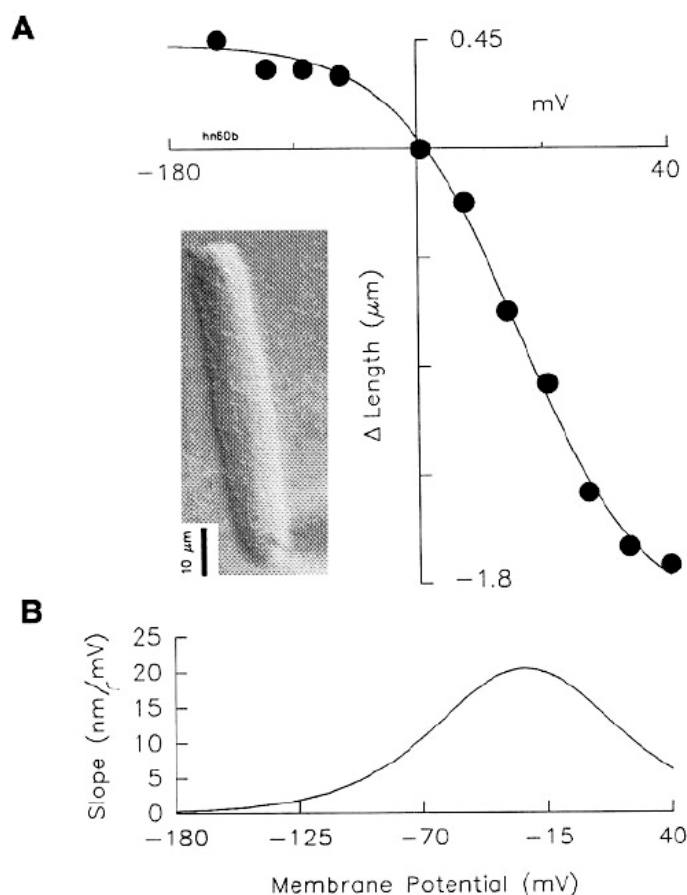 A
0.45
mV
hn60b
−180
40
Δ Length (μm)
10 μm
−1.8
B
25
20
15
10
5
0
Slope (nm/mV)
−180
−125
−70
−15
40
Membrane Potential (mV)